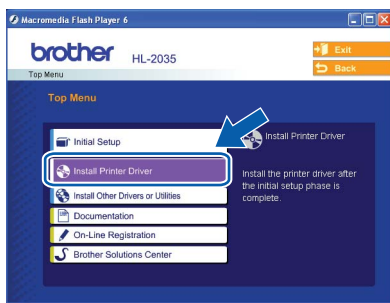 Macromedia Flash Player 6
brother HL-2035
Exit
Back
Top Menu
Top Menu
Initial Setup
Install Printer Driver
Install Other Drivers or Utilities
Documentation
On-Line Registration
Brother Solutions Center
Install Printer Driver
Install the printer driver after
the initial setup phase is
complete.